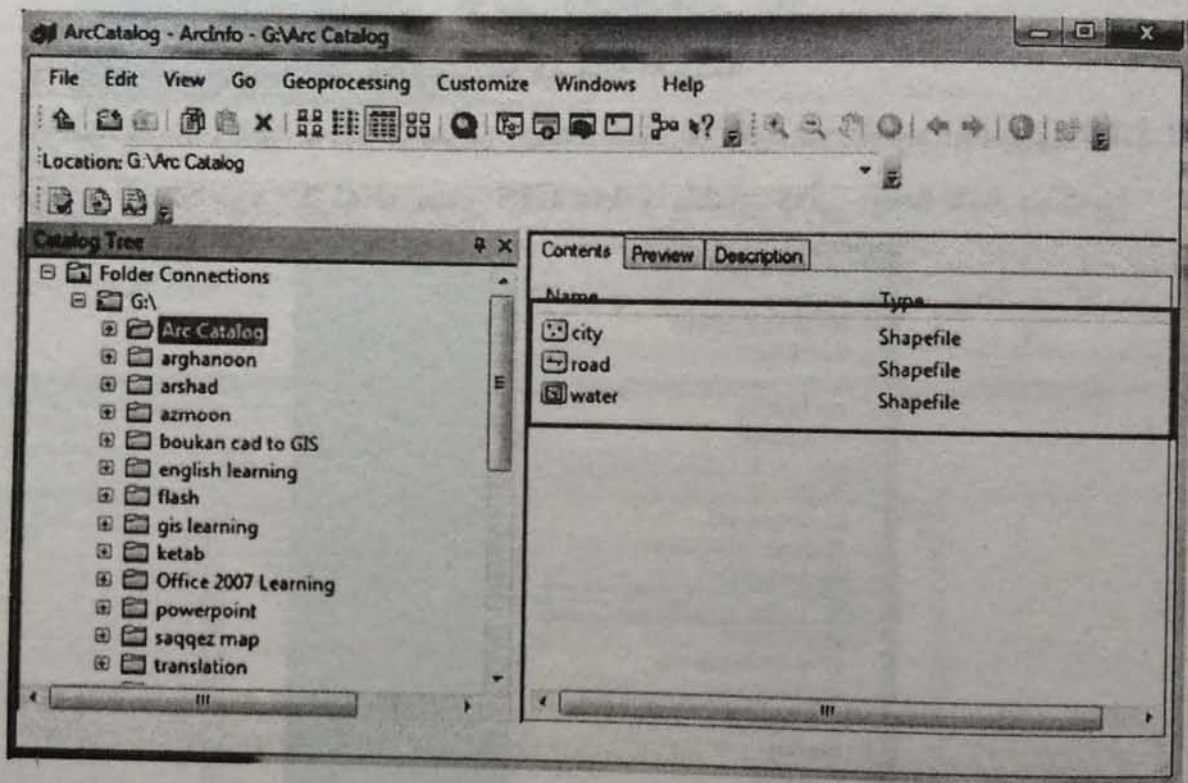 ArcCatalog - ArcInfo - G:\Arc Catalog
File Edit View Go Geoprocessing Customize Windows Help
Location: G:\Arc Catalog
Catalog Tree
Folder Connections
G:\
Arc Catalog
arghanoon
arshad
azmoon
boukan cad to GIS
english learning
flash
gis learning
ketab
Office 2007 Learning
powerpoint
saqqez map
translation
Contents Preview Description
Name Type
city Shapefile
road Shapefile
water Shapefile